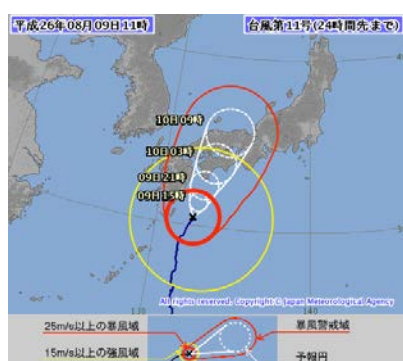 平成26年08月09日11時
台風第11号(24時間先まで)
10日09時
10日03時
09日21時
09日15時
140
All rights reserved. Copyright © Japan Meteorological Agency
25m/s以上の暴風域
暴風警戒域
15m/s以上の強風域
予報円